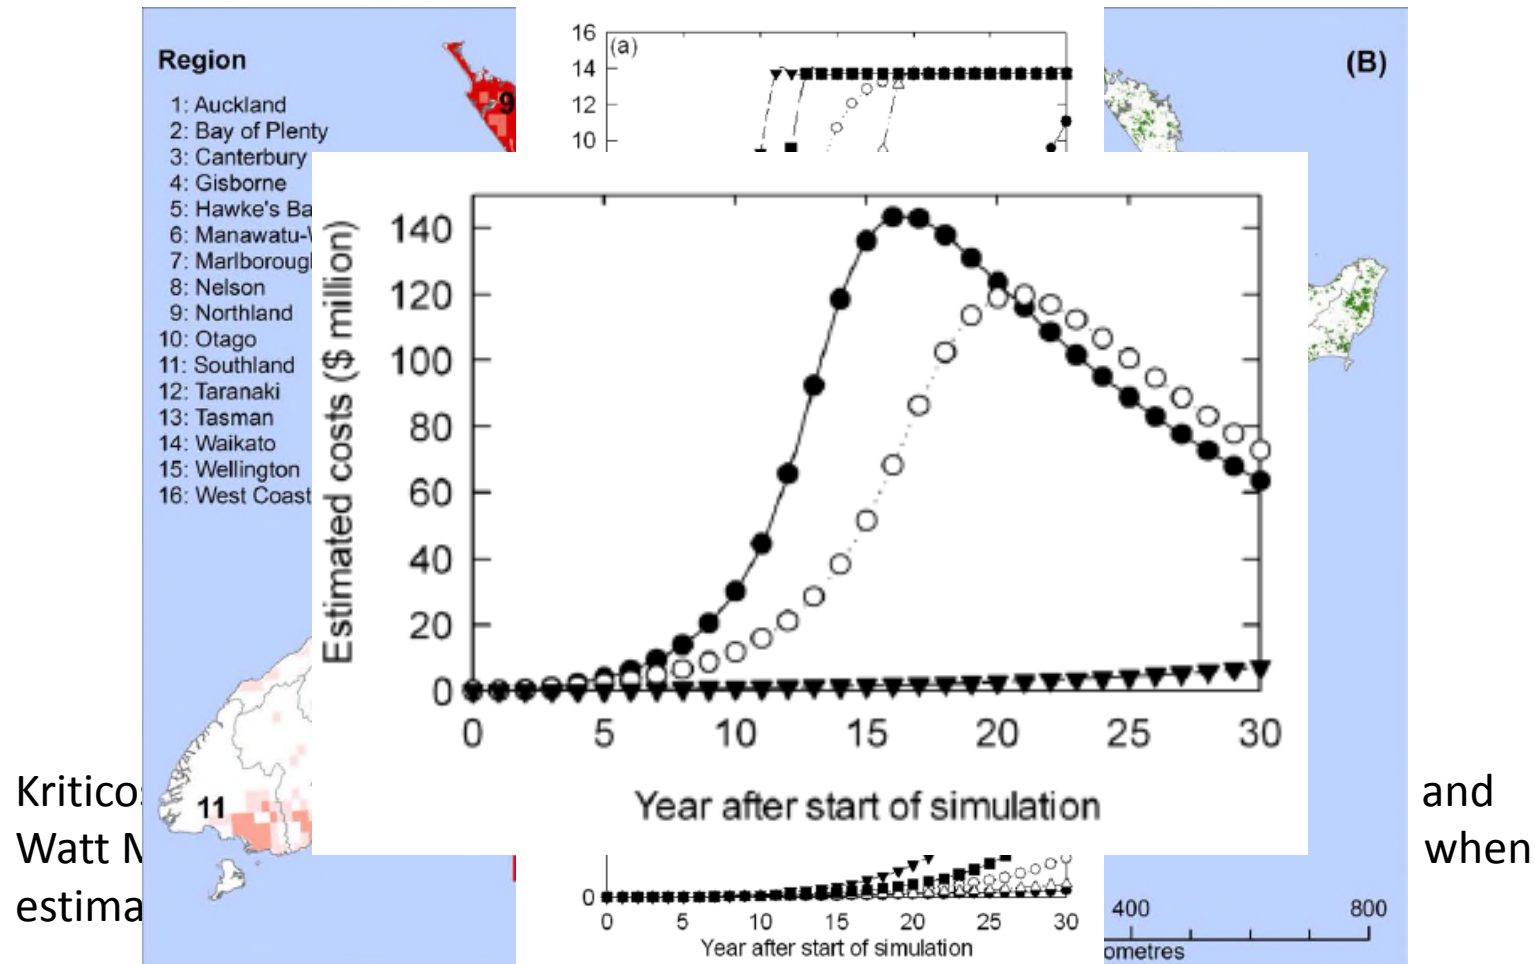 Region
1: Auckland
2: Bay of Plenty
3: Canterbury
4: Gisborne
5: Hawke's Ba
6: Manawatu-
7: Marlboroug
8: Nelson
9: Northland
10: Otago
11: Southland
12: Taranaki
13: Tasman
14: Waikato
15: Wellington
16: West Coast
9
11
(a)
16
14
12
10
(B)
Estimated costs ($ million)
140
120
100
80
60
40
20
0
0 5 10 15 20 25 30
Year after start of simulation
0
0 5 10 15 20 25 30
Year after start of simulation
400 800
ometres
Kriticos and
Watt when
estima